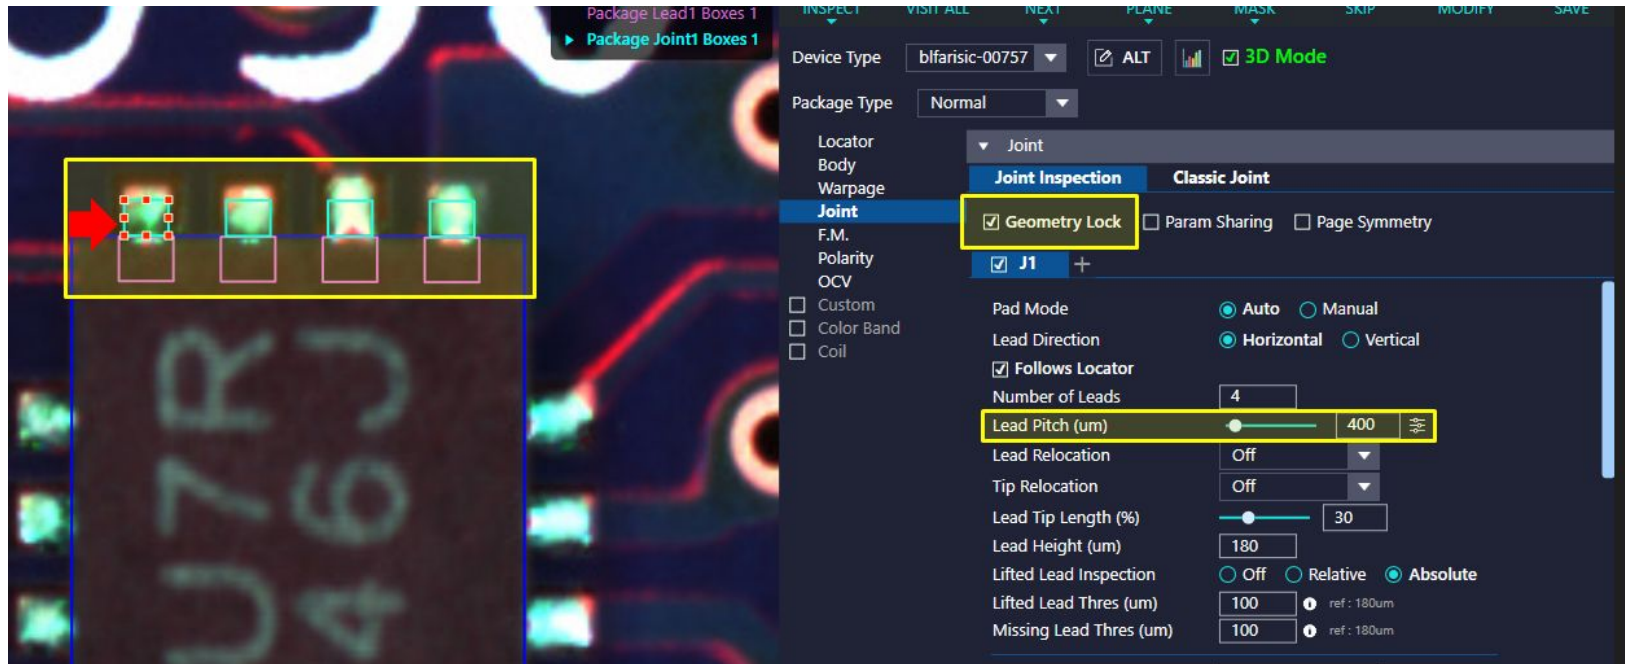 Package Lead1 Boxes 1
Package Joint1 Boxes 1
INSPECT VISIT ALL NEXT PLANE MASK SKIP MODIFY SAVE
Device Type blfarisic-00757 ALT 3D Mode
Package Type Normal
Locator
Body
Warpage
Joint
F.M.
Polarity
OCV
Custom
Color Band
Coil
Joint
Joint Inspection Classic Joint
Geometry Lock Param Sharing Page Symmetry
J1 +
Pad Mode Auto Manual
Lead Direction Horizontal Vertical
Follows Locator
Number of Leads 4
Lead Pitch (um) 400
Lead Relocation Off
Tip Relocation Off
Lead Tip Length (%) 30
Lead Height (um) 180
Lifted Lead Inspection Off Relative Absolute
Lifted Lead Thres (um) 100 ref : 180um
Missing Lead Thres (um) 100 ref : 180um
U7R
46J